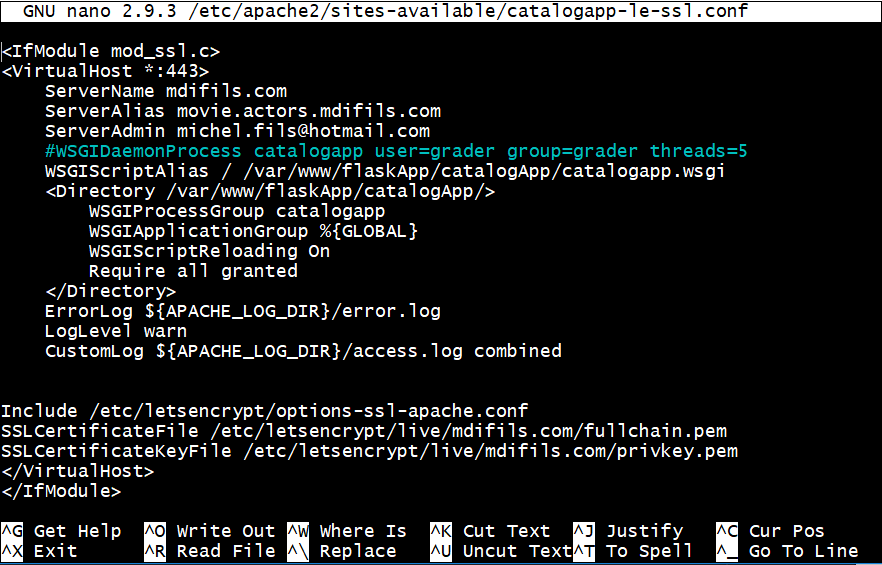 GNU nano 2.9.3 /etc/apache2/sites-available/catalogapp-le-ssl.conf
<IfModule mod_ssl.c>
<VirtualHost *:443>
    ServerName mdifils.com
    ServerAlias movie.actors.mdifils.com
    ServerAdmin michel.fils@hotmail.com
    #WSGIDaemonProcess catalogapp user=grader group=grader threads=5
    WSGIScriptAlias / /var/www/flaskApp/catalogApp/catalogapp.wsgi
    <Directory /var/www/flaskApp/catalogApp/>
        WSGIProcessGroup catalogapp
        WSGIApplicationGroup %{GLOBAL}
        WSGIScriptReloading On
        Require all granted
    </Directory>
    ErrorLog ${APACHE_LOG_DIR}/error.log
    LogLevel warn
    CustomLog ${APACHE_LOG_DIR}/access.log combined
Include /etc/letsencrypt/options-ssl-apache.conf
SSLCertificateFile /etc/letsencrypt/live/mdifils.com/fullchain.pem
SSLCertificateKeyFile /etc/letsencrypt/live/mdifils.com/privkey.pem
</VirtualHost>
</IfModule>
^G Get Help ^O Write Out ^W Where Is ^K Cut Text ^J Justify ^C Cur Pos
^X Exit ^R Read File ^\ Replace ^U Uncut Text ^T To Spell ^_ Go To Line